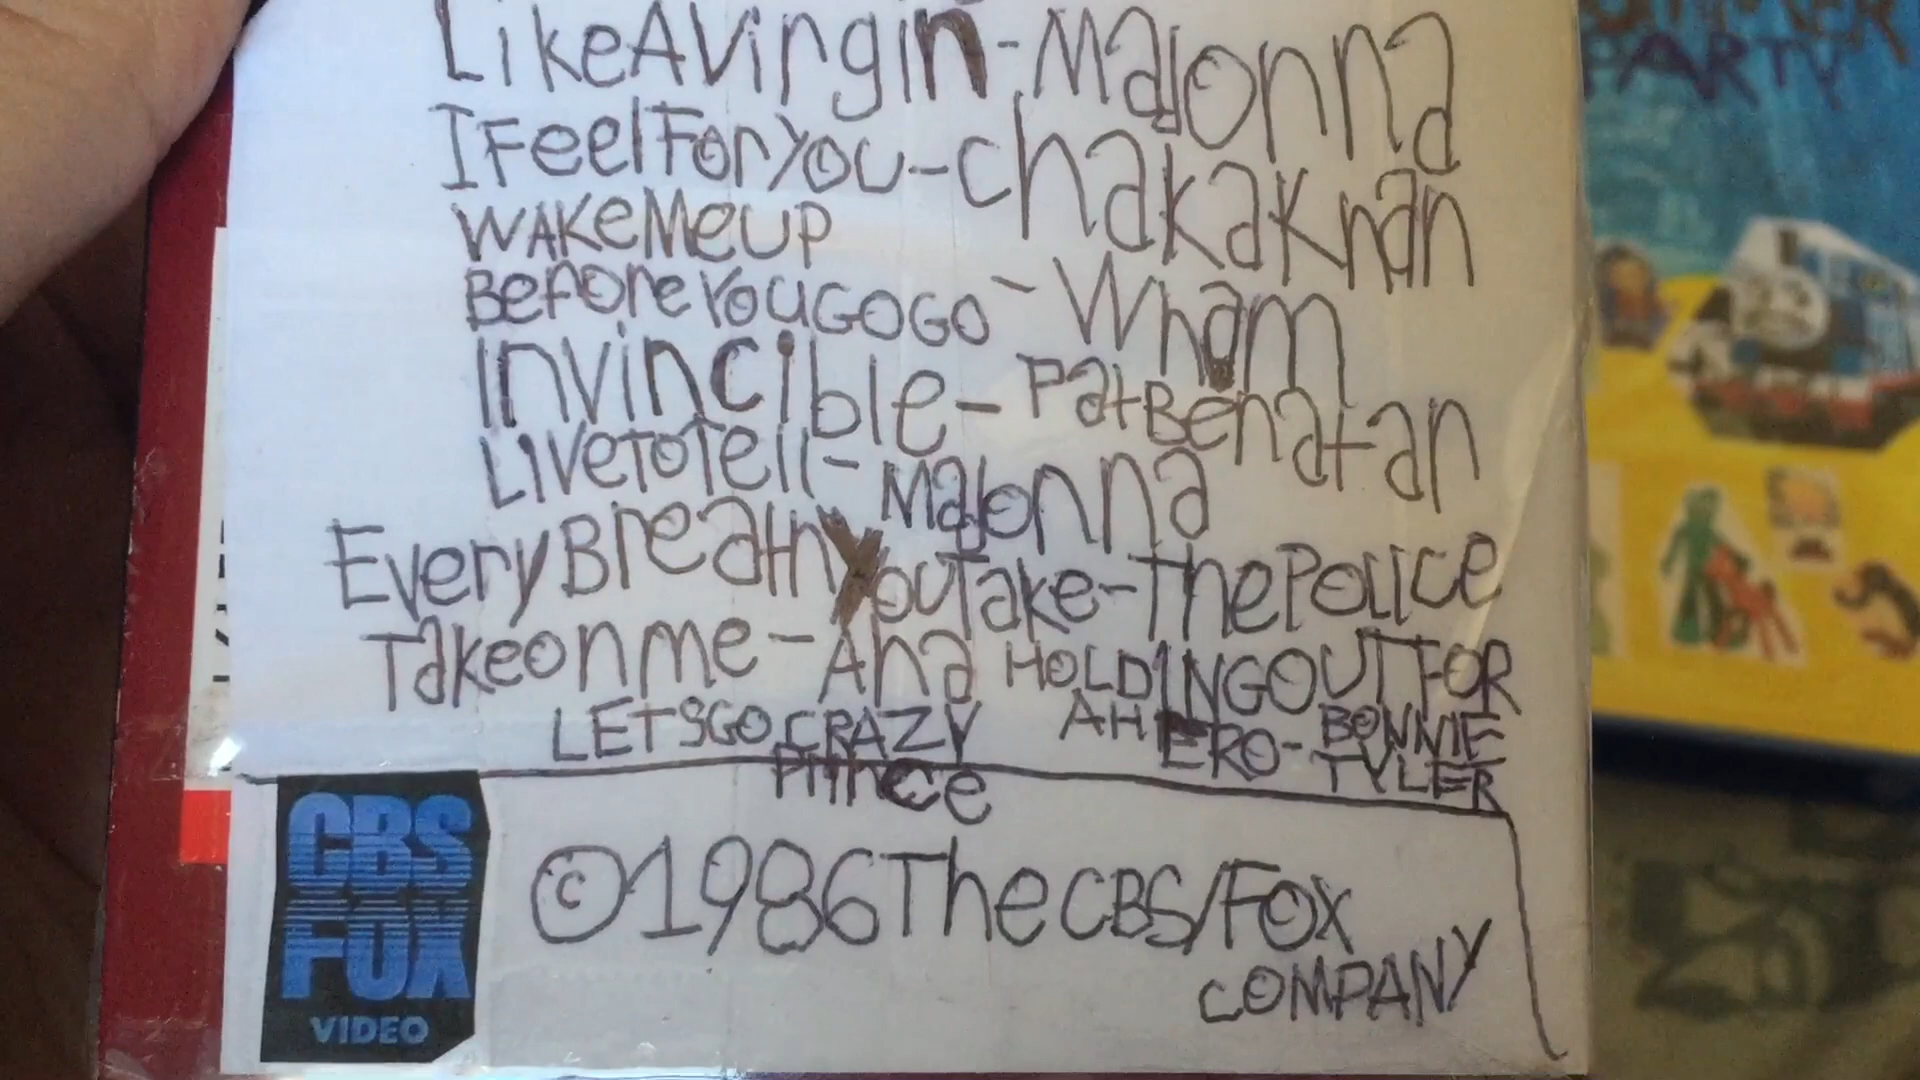 LikeAVirgin-Madonna
IFeelForYou-ChakaKhan
WAKeMeUP
BeforeYouGOGO-Wham
Invincible-PatBenatar
LiveToTell-Madonna
EveryBreathYouTake-ThePolice
TakeOnMe-Aha
HOLDINGOUTFOR
AHERO-BONNIE
TYLER
LETSGOCRAZY
Prince
CBS
FOX
VIDEO
©1986TheCBS/Fox
COMPANY
PARTY